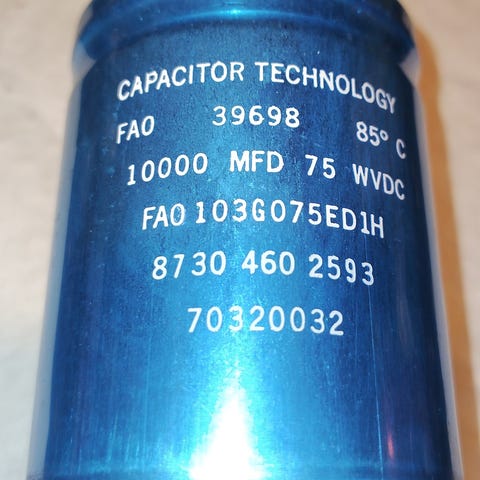 CAPACITOR TECHNOLOGY
FAO 39698 85° C
10000 MFD 75 WVDC
FAO 103G075ED1H
8730 460 2593
70320032